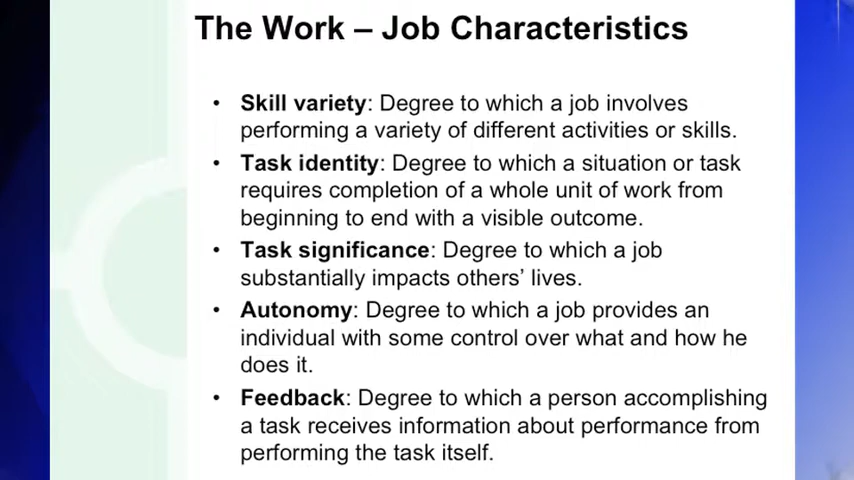 The Work – Job Characteristics
• Skill variety: Degree to which a job involves
performing a variety of different activities or skills.
• Task identity: Degree to which a situation or task
requires completion of a whole unit of work from
beginning to end with a visible outcome.
• Task significance: Degree to which a job
substantially impacts others’ lives.
• Autonomy: Degree to which a job provides an
individual with some control over what and how he
does it.
• Feedback: Degree to which a person accomplishing
a task receives information about performance from
performing the task itself.